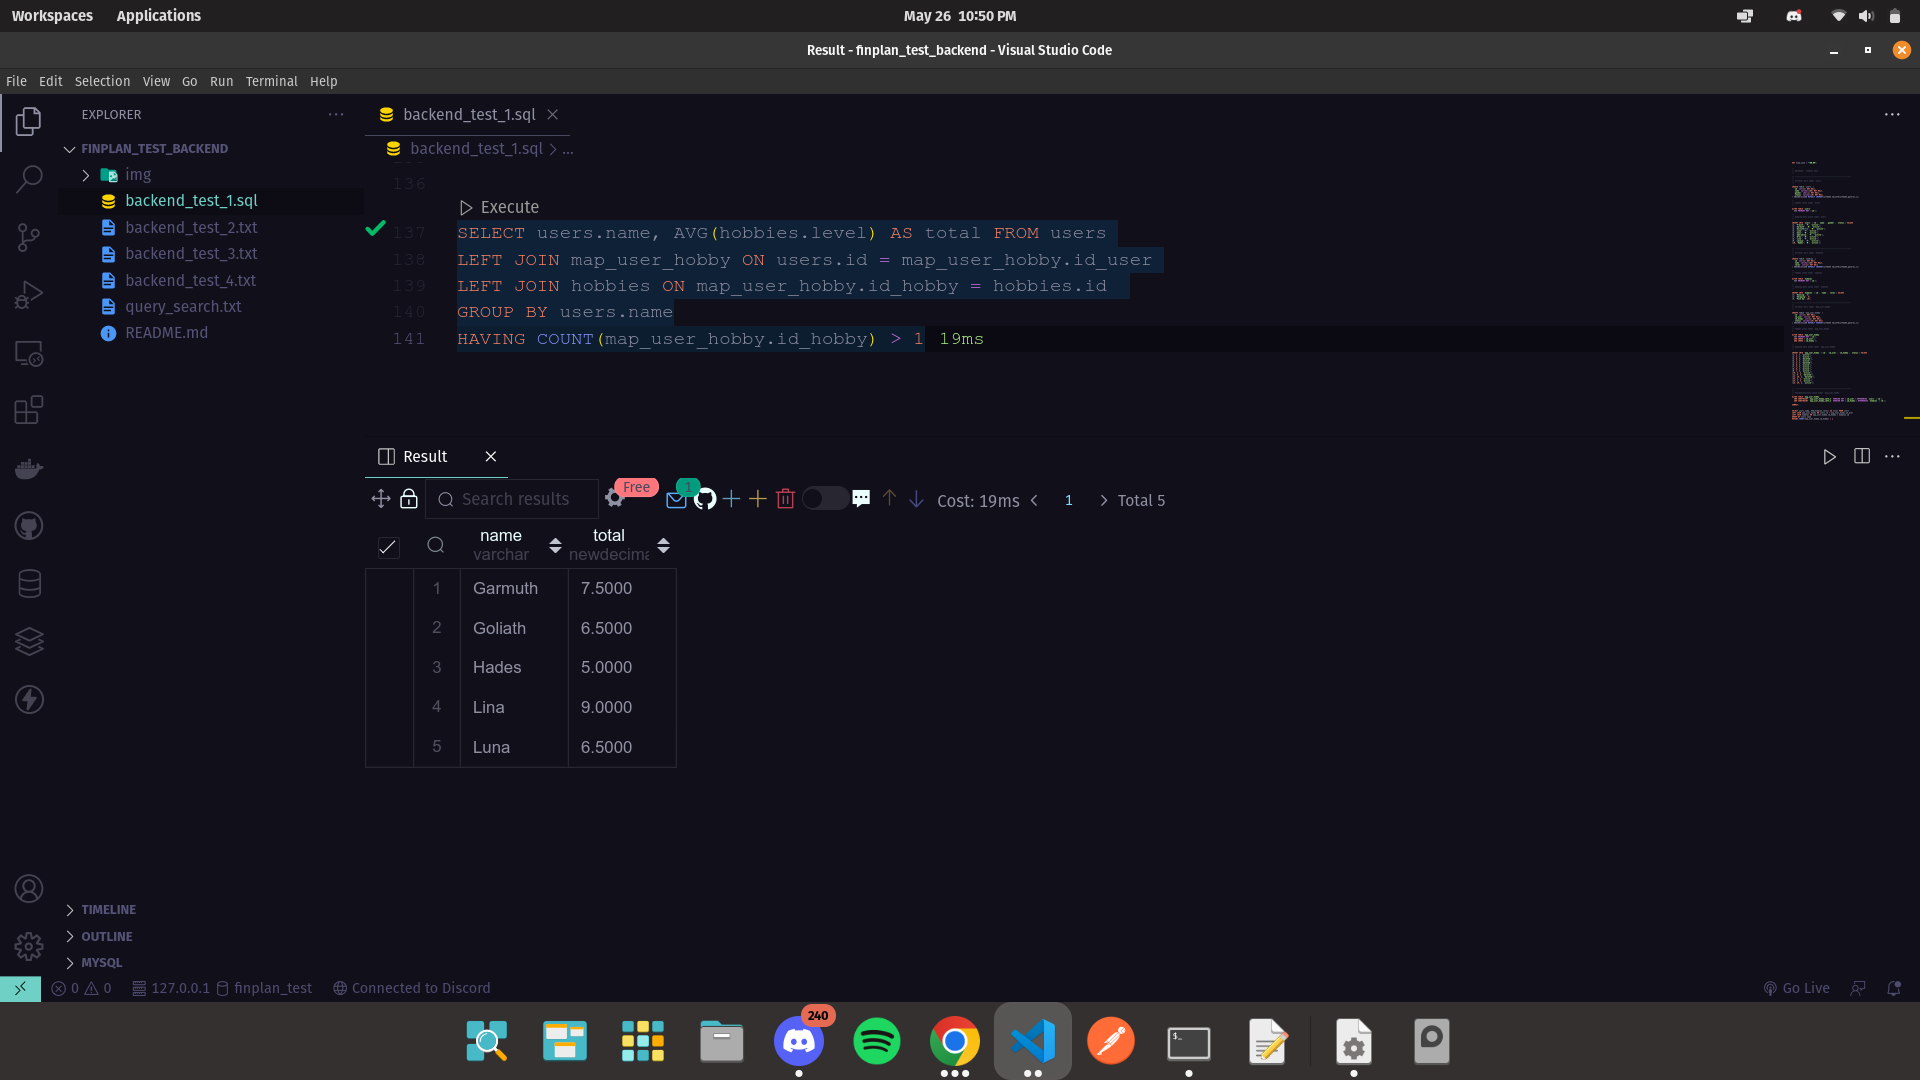 Workspaces Applications May 26 10:50 PM
Result - finplan_test_backend - Visual Studio Code
File Edit Selection View Go Run Terminal Help
EXPLORER
FINPLAN_TEST_BACKEND
img
backend_test_1.sql
backend_test_2.txt
backend_test_3.txt
backend_test_4.txt
query_search.txt
README.md
TIMELINE
OUTLINE
MYSQL
backend_test_1.sql
backend_test_1.sql > ...
136
Execute
137 SELECT users.name, AVG(hobbies.level) AS total FROM users
138 LEFT JOIN map_user_hobby ON users.id = map_user_hobby.id_user
139 LEFT JOIN hobbies ON map_user_hobby.id_hobby = hobbies.id
140 GROUP BY users.name
141 HAVING COUNT(map_user_hobby.id_hobby) > 1 19ms
Result
Search results Free 1 Cost: 19ms 1 Total 5
name total
varchar newdecima
1 Garmuth 7.5000
2 Goliath 6.5000
3 Hades 5.0000
4 Lina 9.0000
5 Luna 6.5000
0 0 127.0.0.1 finplan_test Connected to Discord Go Live
240